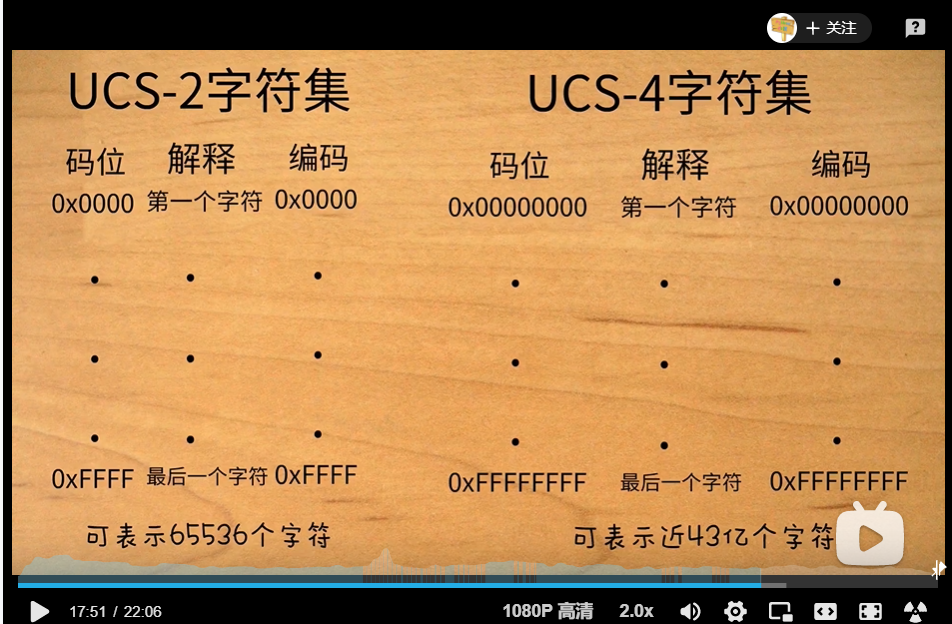 + 关注
UCS-2字符集
码位 解释 编码
0x0000 第一个字符 0x0000
0xFFFF 最后一个字符 0xFFFF
可表示65536个字符
UCS-4字符集
码位 解释 编码
0x00000000 第一个字符 0x00000000
0xFFFFFFFF 最后一个字符 0xFFFFFFFF
可表示近43亿个字符
17:51 / 22:06 1080P 高清 2.0x